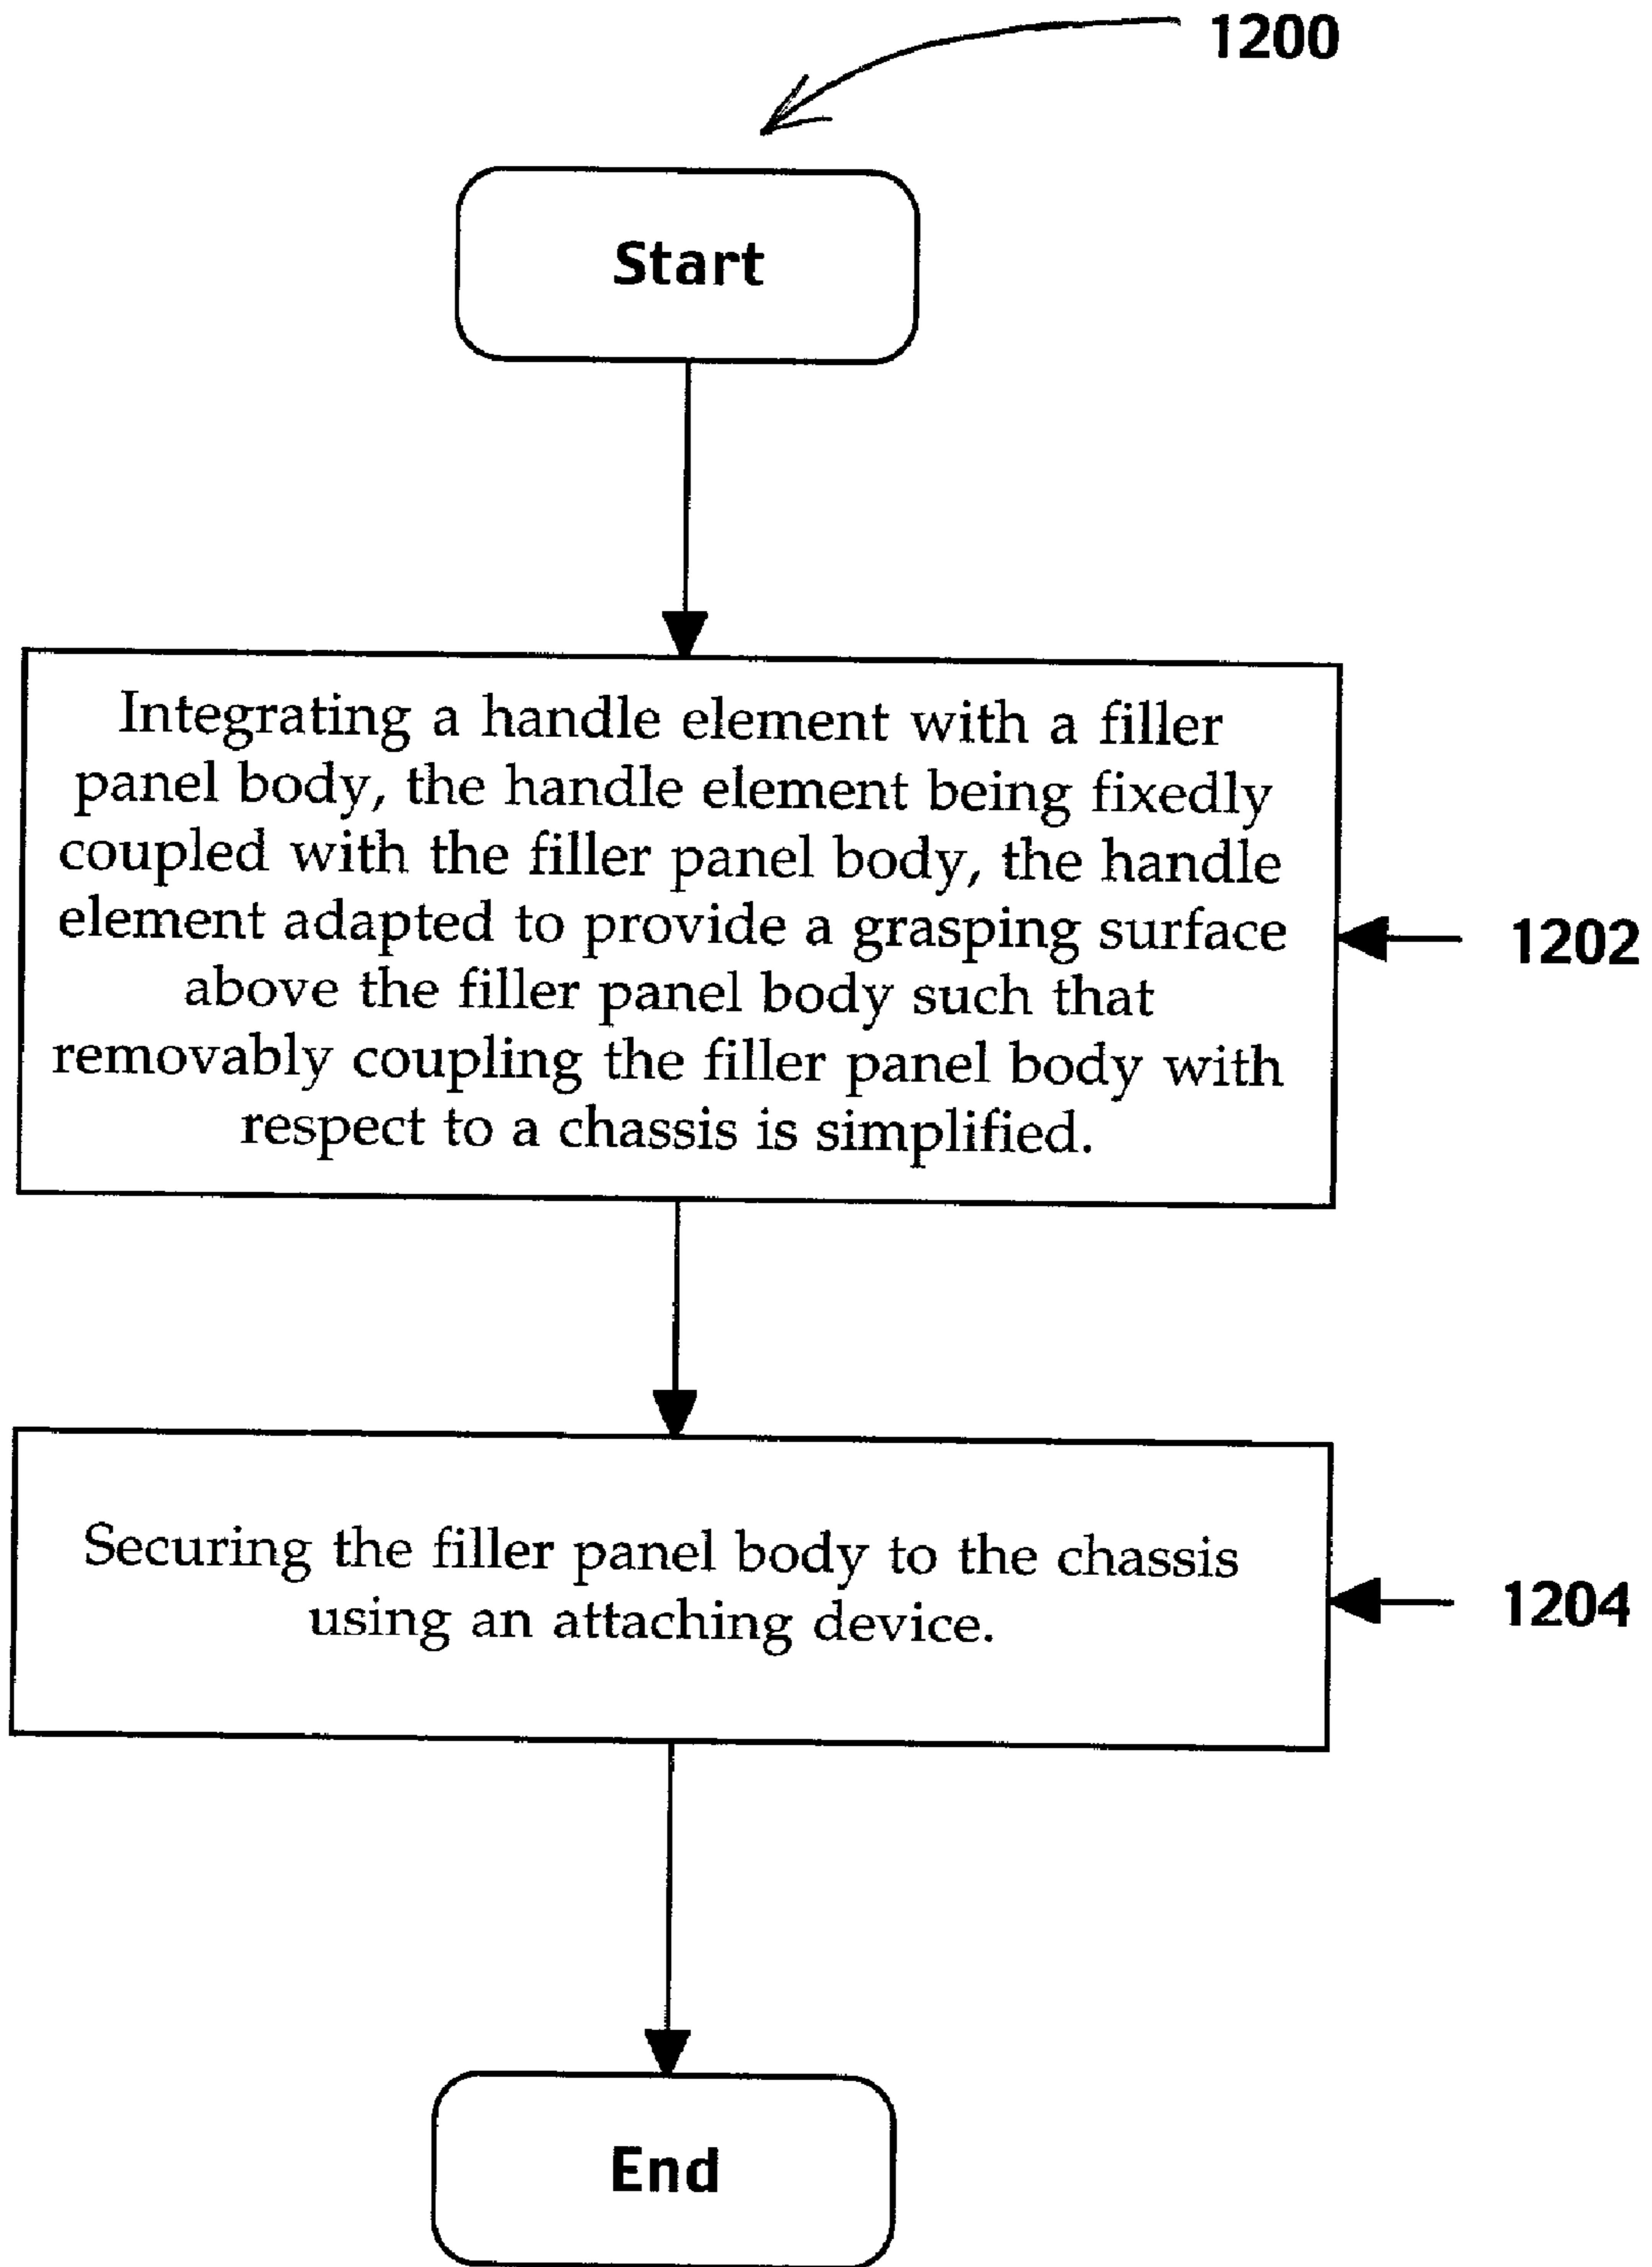 1200
Start
Integrating a handle element with a filler
panel body, the handle element being fixedly
coupled with the filler panel body, the handle
element adapted to provide a grasping surface
above the filler panel body such that
removably coupling the filler panel body with
respect to a chassis is simplified.
1202
Securing the filler panel body to the chassis
using an attaching device.
1204
End